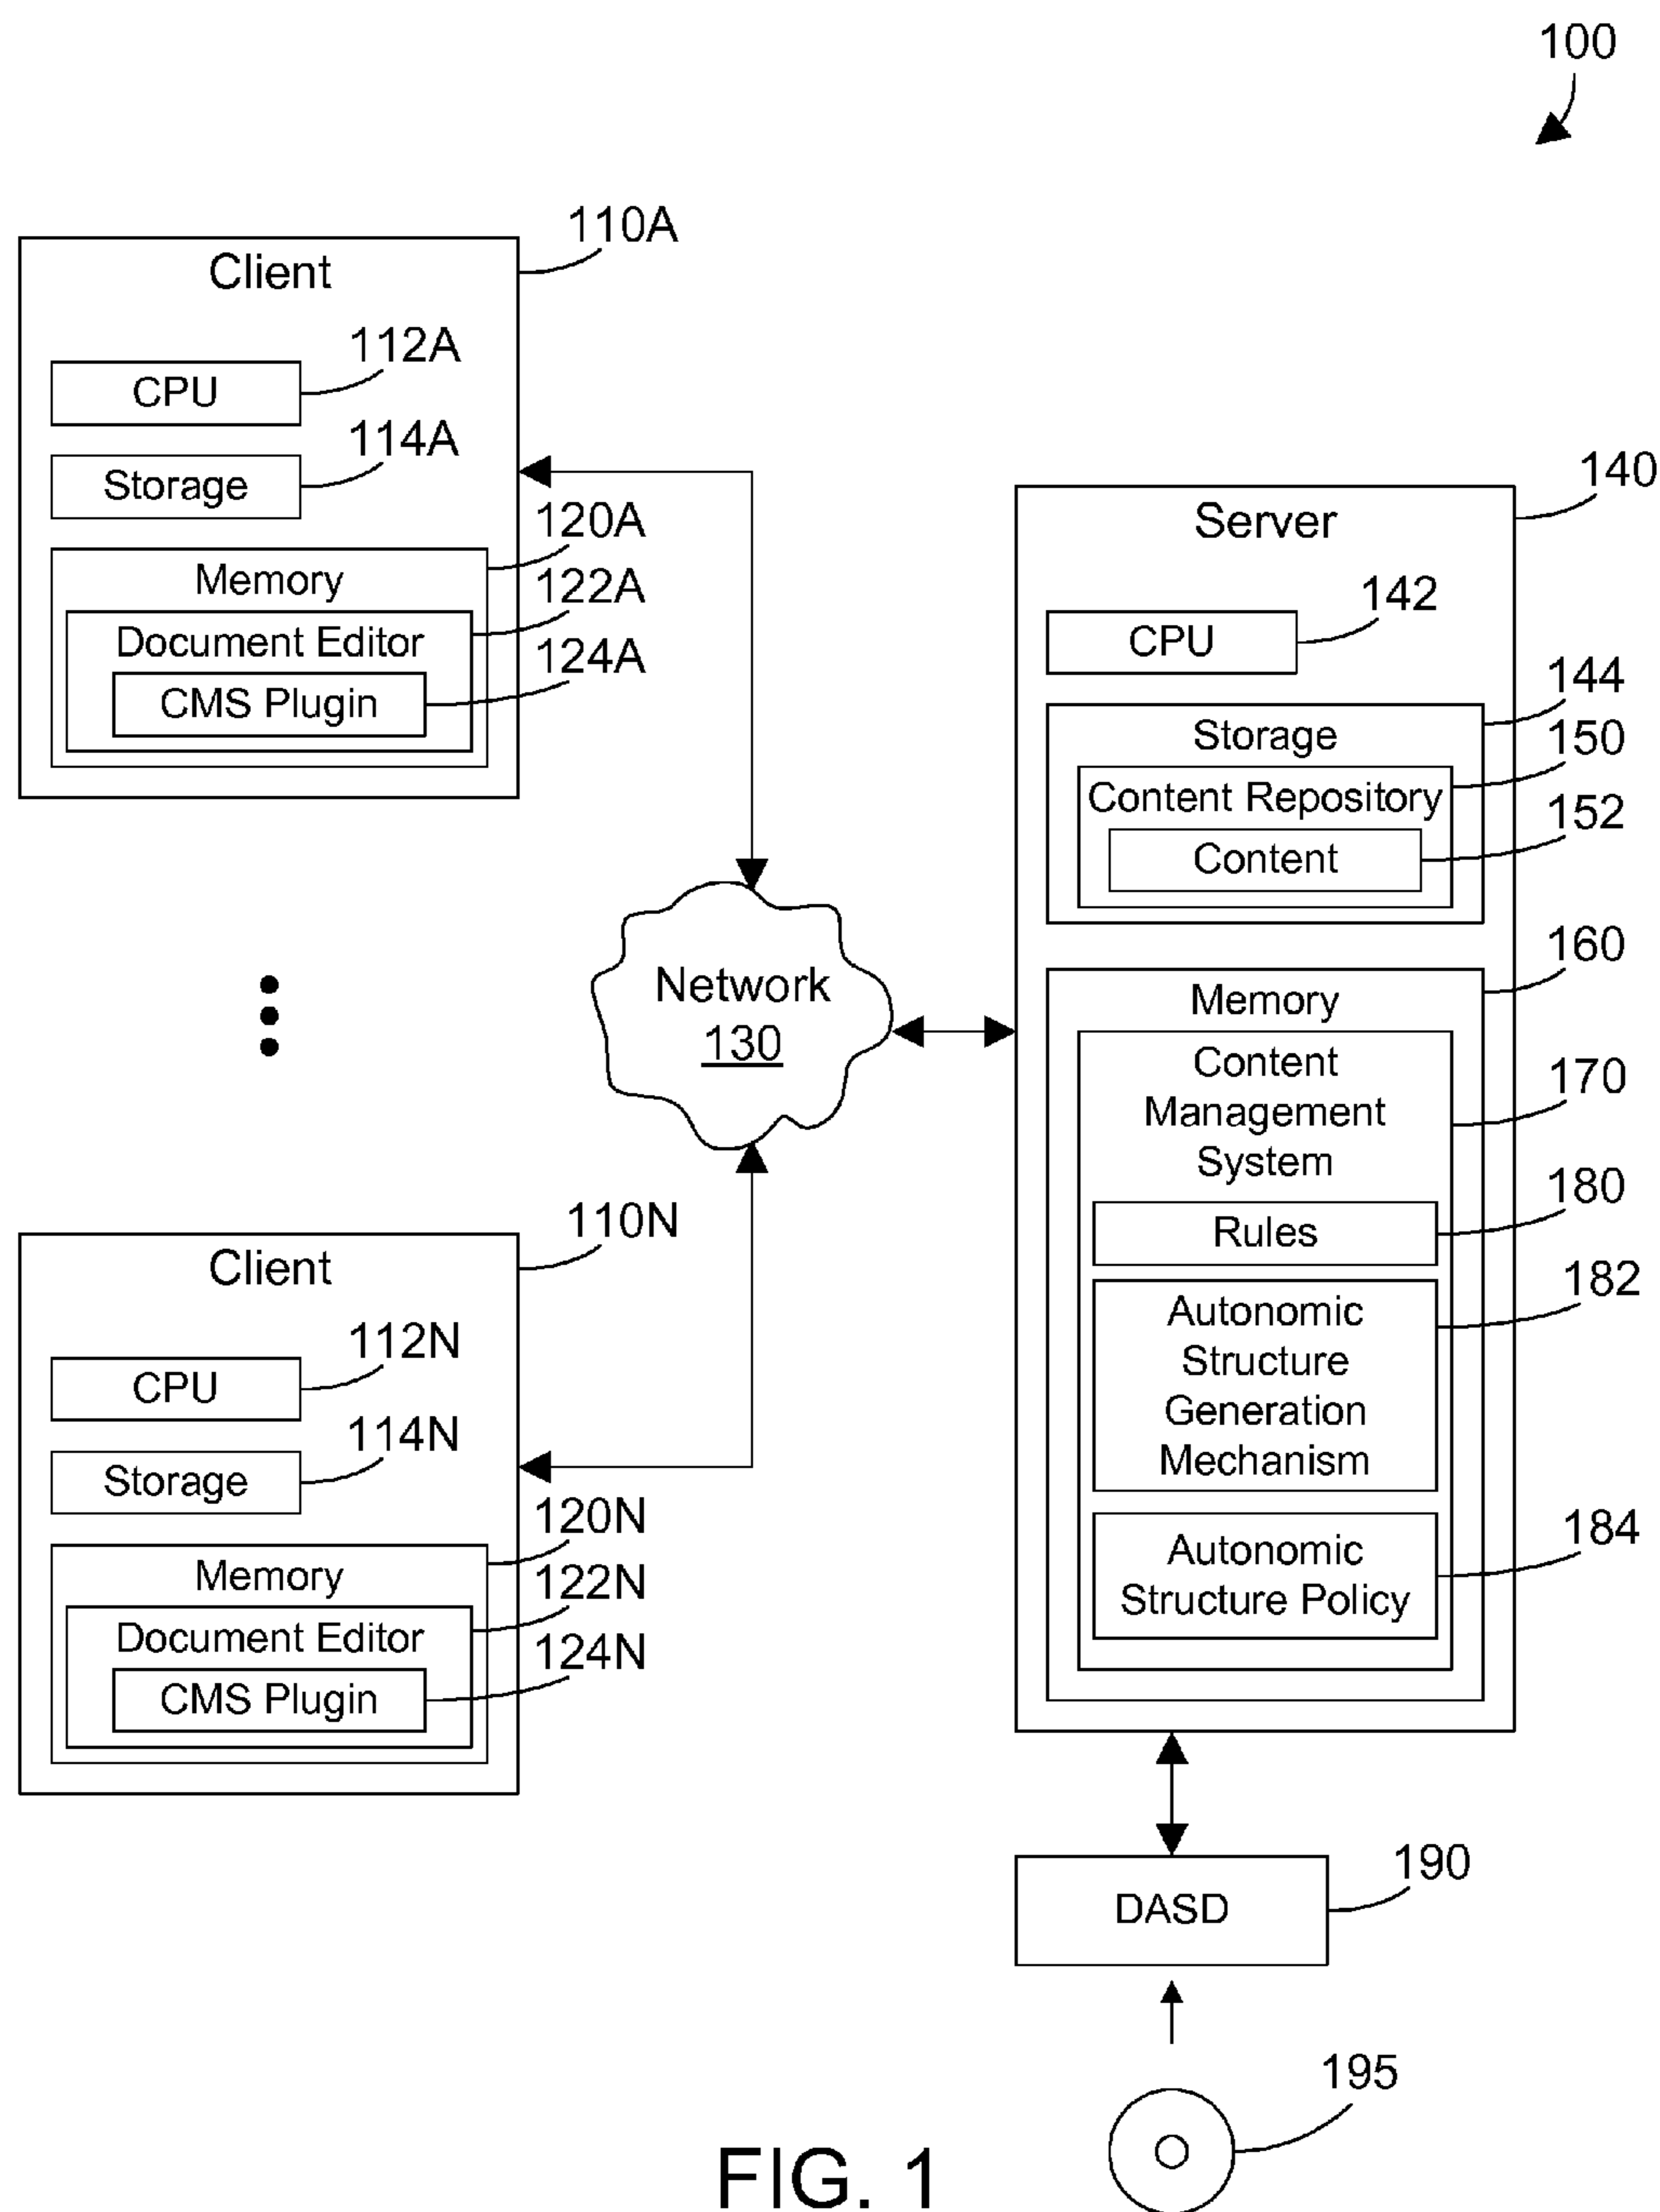 100
110A
Client
112A
CPU
114A
Storage
120A
Memory
122A
Document Editor
124A
CMS Plugin
Network
130
110N
Client
112N
CPU
114N
Storage
120N
Memory
122N
Document Editor
124N
CMS Plugin
140
Server
142
CPU
144
Storage
150
Content Repository
152
Content
160
Memory
Content
Management
System
170
180
Rules
182
Autonomic
Structure
Generation
Mechanism
184
Autonomic
Structure Policy
190
DASD
195
FIG. 1